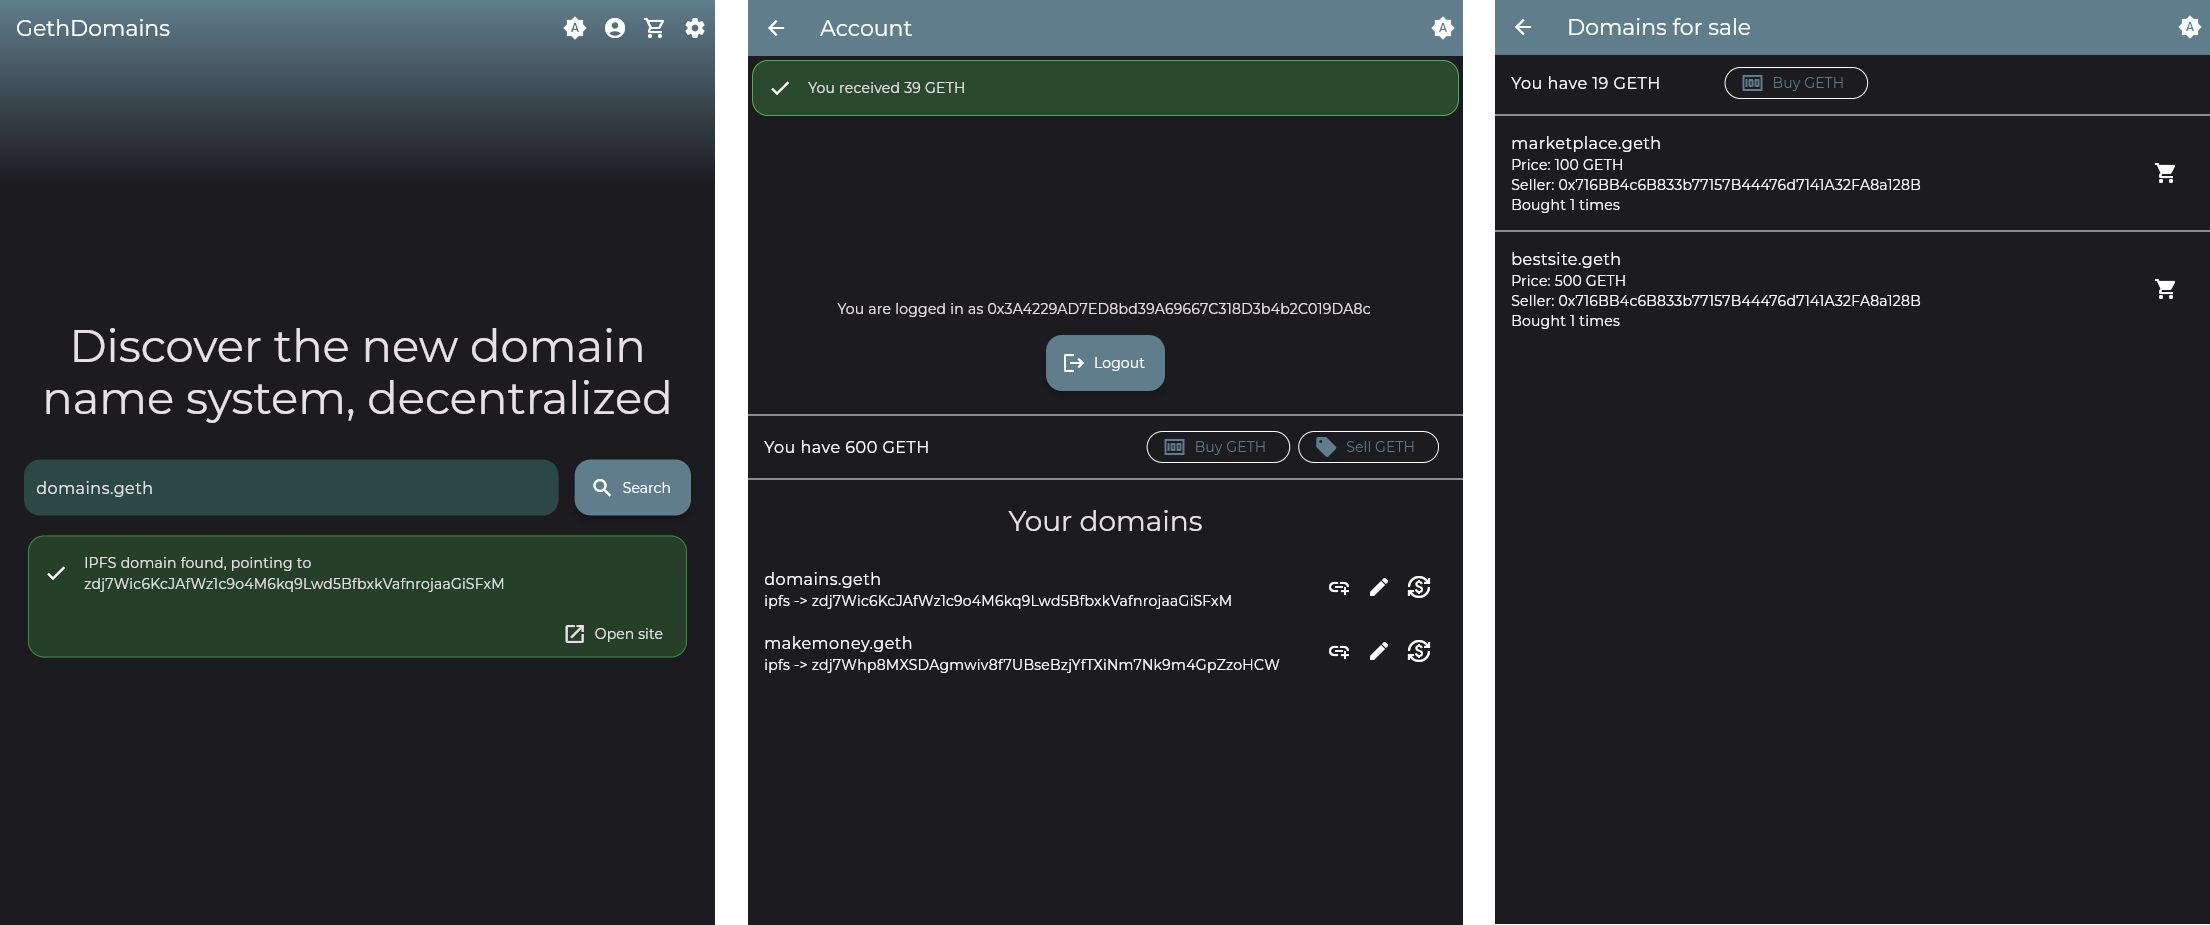 GethDomains
A
Discover the new domain
name system, decentralized
domains.geth
Search
IPFS domain found, pointing to
zdj7Wic6KcJAfWz1c9o4M6kq9Lwd5BfbxkVafnrojaaGiSFxM
Open site
Account
A
You received 39 GETH
You are logged in as 0x3A4229AD7ED8bd39A69667C318D3b4b2C019DA8c
Logout
You have 600 GETH
100 Buy GETH
Sell GETH
Your domains
domains.geth
ipfs -> zdj7Wic6KcJAfWz1c9o4M6kq9Lwd5BfbxkVafnrojaaGiSFxM
makemoney.geth
ipfs -> zdj7Whp8MXSDAgmwiv8f7UBseBzjYfTXiNm7Nk9m4GpZzoHCW
Domains for sale
A
You have 19 GETH
100 Buy GETH
marketplace.geth
Price: 100 GETH
Seller: 0x716BB4c6B833b77157B44476d7141A32FA8a128B
Bought 1 times
bestsite.geth
Price: 500 GETH
Seller: 0x716BB4c6B833b77157B44476d7141A32FA8a128B
Bought 1 times